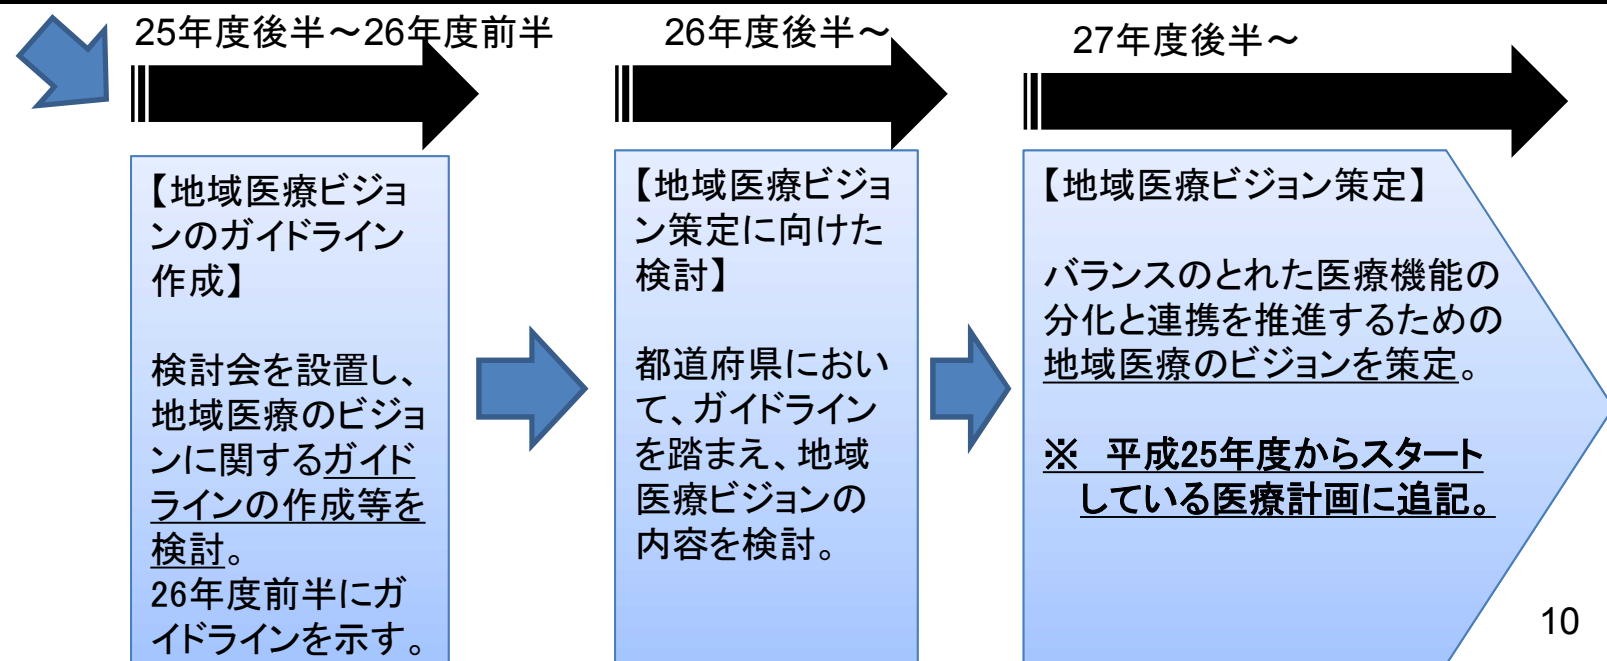 25年度後半～26年度前半
26年度後半～
27年度後半～
【地域医療ビジョ
ンのガイドライン
作成】
検討会を設置し、
地域医療のビジョ
ンに関するガイド
ラインの作成等を
検討。
26年度前半にガ
イドラインを示す。
【地域医療ビジョ
ン策定に向けた
検討】
都道府県におい
て、ガイドライン
を踏まえ、地域
医療ビジョンの
内容を検討。
【地域医療ビジョン策定】
バランスのとれた医療機能の
分化と連携を推進するための
地域医療のビジョンを策定。
※　平成25年度からスタート
している医療計画に追記。
10